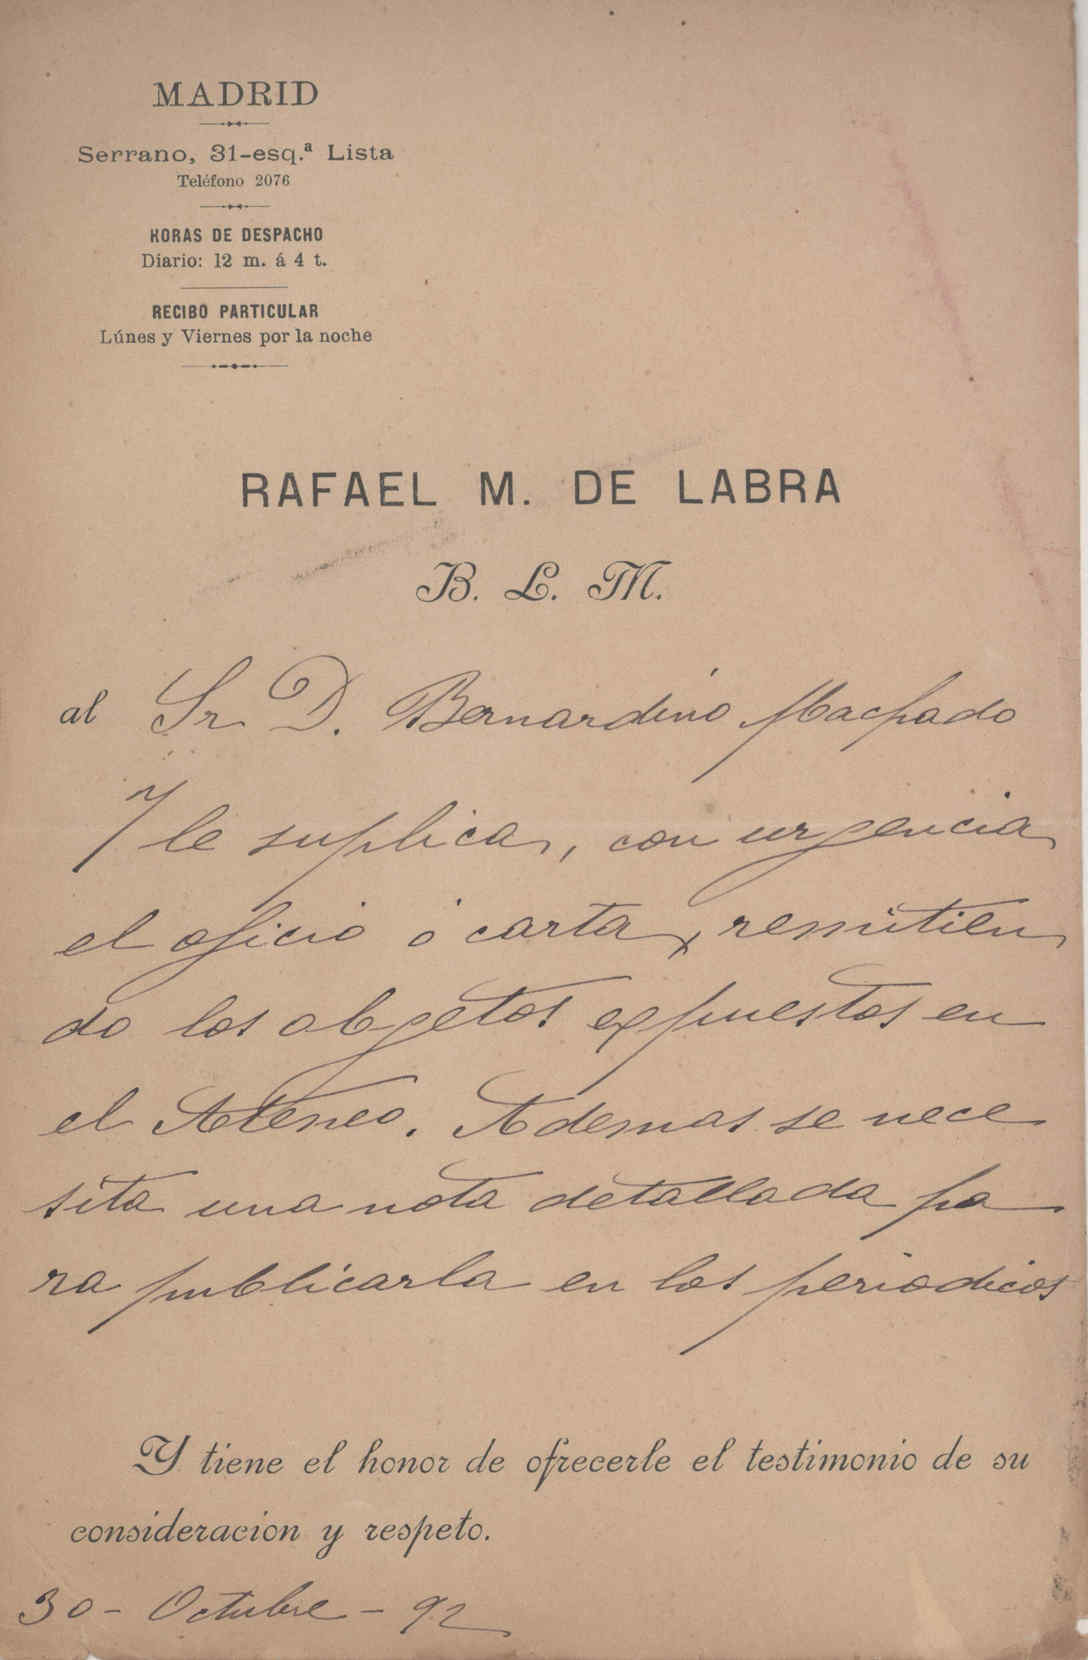 MADRID
Serrano, 31-esq.ª Lista
Teléfono 2076
HORAS DE DESPACHO
Diario: 12 m. á 4 t.
RECIBO PARTICULAR
Lúnes y Viernes por la noche
RAFAEL M. DE LABRA
B. L. M.
al Sr. D. Bernardino Machado
Y le suplica, con urgencia
el oficio ó carta, remitien
do los obgetos expuestos en
el Ateneo. Ademas se nece
sita una nota detallada pa
ra publicarla en los periodicos
Y tiene el honor de ofrecerle el testimonio de su
consideracion y respeto.
30 - Octubre - 92